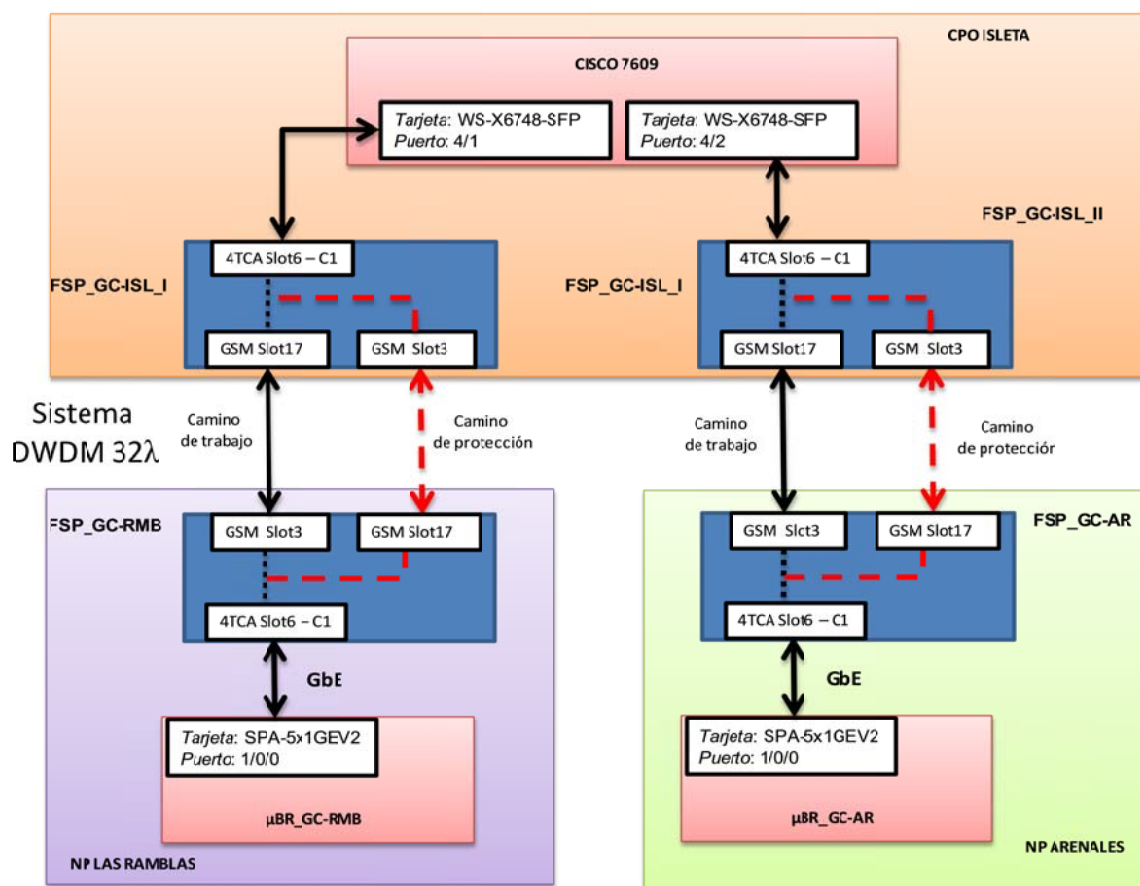 CPO ISLETA
CISCO 7609
Tarjeta: WS-X6748-SFP
Puerto: 4/1
Tarjeta: WS-X6748-SFP
Puerto: 4/2
FSP_GC-ISL_II
4TCA Slot6 – C1
4TCA Slot6 – C1
FSP_GC-ISL_I
FSP_GC-ISL_I
GSM Slot17
GSM Slot3
GSM Slot17
GSM Slot3
Sistema
DWDM 32λ
Camino
de trabajo
Camino
de protección
Camino
de trabajo
Camino
de protección
FSP_GC-RMB
GSM Slot3
GSM Slot17
GSM Slot3
GSM Slot17
FSP_GC-AR
4TCA Slot6 – C1
4TCA Slot6 – C1
GbE
GbE
Tarjeta: SPA-5x1GEV2
Puerto: 1/0/0
Tarjeta: SPA-5x1GEV2
Puerto: 1/0/0
µBR_GC-RMB
µBR_GC-AR
NP LAS RAMBLAS
NP ARENALES